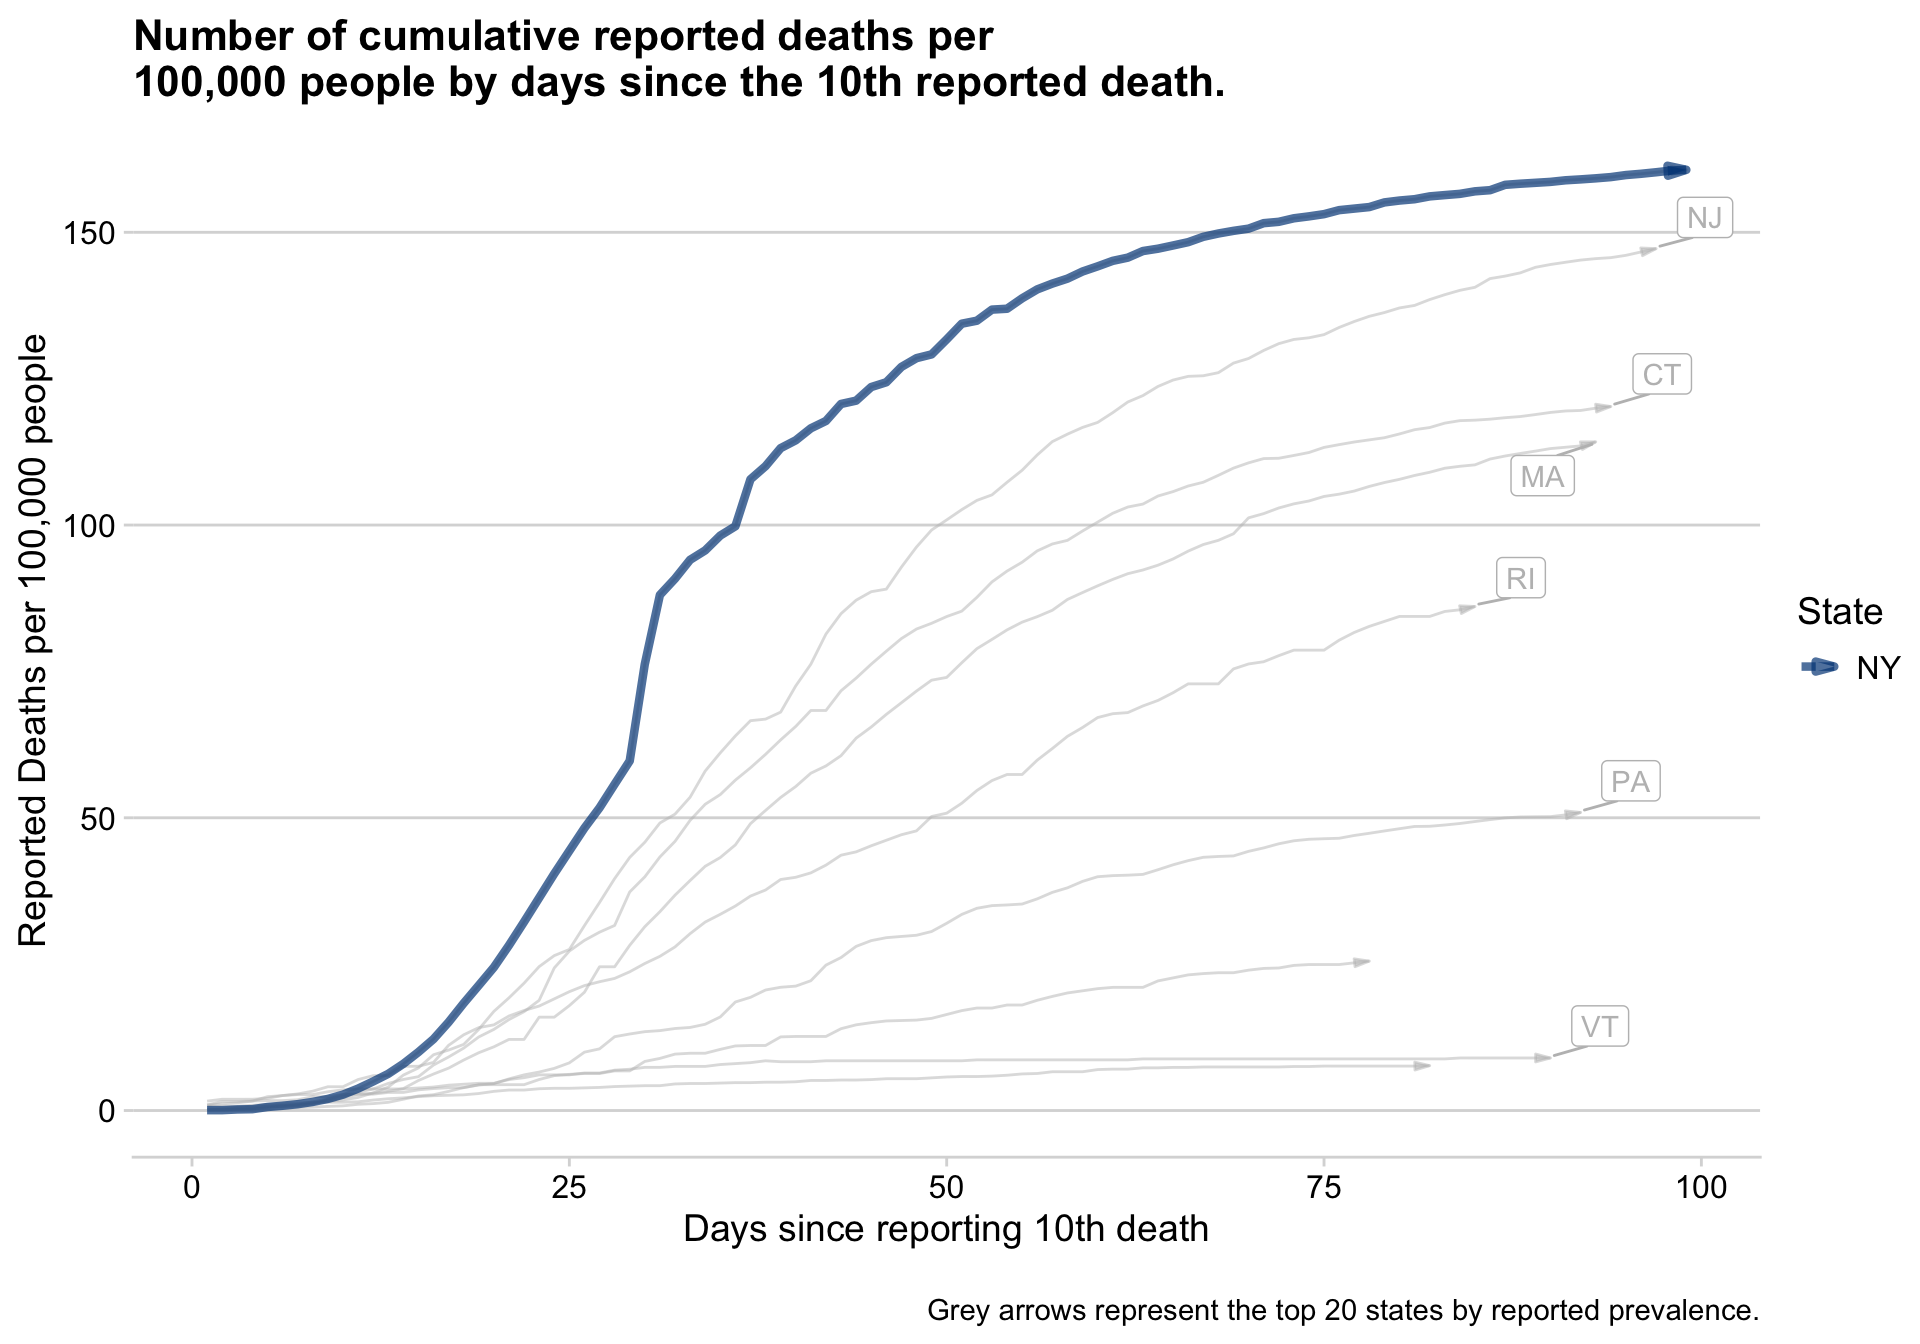 Number of cumulative reported deaths per
100,000 people by days since the 10th reported death.
Reported Deaths per 100,000 people
150
100
50
0
NJ
CT
MA
RI
PA
VT
State
NY
0
25
50
75
100
Days since reporting 10th death
Grey arrows represent the top 20 states by reported prevalence.